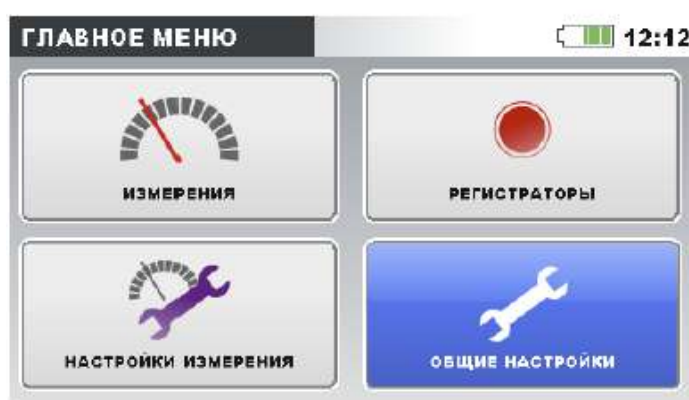 ГЛАВНОЕ МЕНЮ
12:12
ИЗМЕРЕНИЯ
РЕГИСТРАТОРЫ
НАСТРОЙКИ ИЗМЕРЕНИЯ
ОБЩИЕ НАСТРОЙКИ